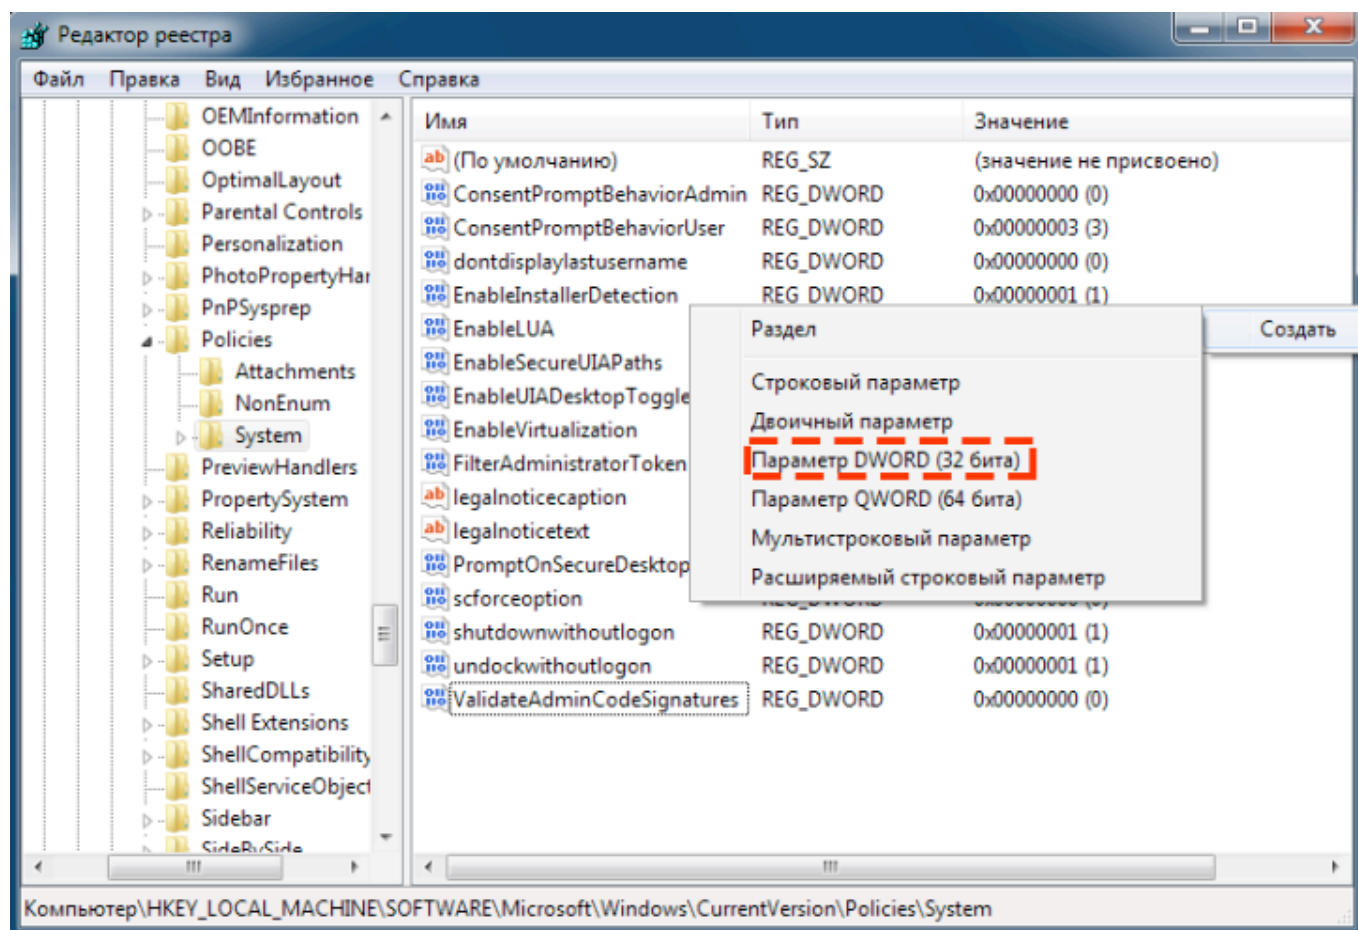 Редактор реестра
Файл Правка Вид Избранное Справка
OEMInformation
OOBE
OptimalLayout
Parental Controls
Personalization
PhotoPropertyHar
PnPSysprep
Policies
Attachments
NonEnum
System
PreviewHandlers
PropertySystem
Reliability
RenameFiles
Run
RunOnce
Setup
SharedDLLs
Shell Extensions
ShellCompatibility
ShellServiceObject
Sidebar
SideBySide
Имя Тип Значение
(По умолчанию) REG_SZ (значение не присвоено)
ConsentPromptBehaviorAdmin REG_DWORD 0x00000000 (0)
ConsentPromptBehaviorUser REG_DWORD 0x00000003 (3)
dontdisplaylastusername REG_DWORD 0x00000000 (0)
EnableInstallerDetection REG_DWORD 0x00000001 (1)
EnableLUA
EnableSecureUIAPaths
EnableUIADesktopToggle
EnableVirtualization
FilterAdministratorToken
legalnoticecaption
legalnoticetext
PromptOnSecureDesktop
scforceoption
shutdownwithoutlogon REG_DWORD 0x00000001 (1)
undockwithoutlogon REG_DWORD 0x00000001 (1)
ValidateAdminCodeSignatures REG_DWORD 0x00000000 (0)
Раздел
Строковый параметр
Двоичный параметр
Параметр DWORD (32 бита)
Параметр QWORD (64 бита)
Мультистроковый параметр
Расширяемый строковый параметр
Создать
Компьютер\HKEY_LOCAL_MACHINE\SOFTWARE\Microsoft\Windows\CurrentVersion\Policies\System